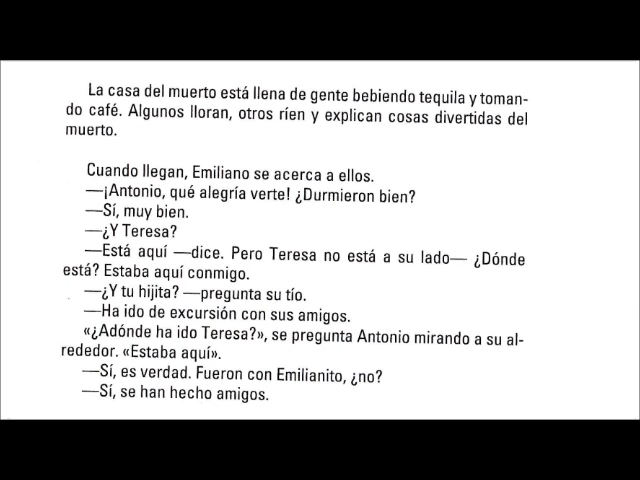 La casa del muerto está llena de gente bebiendo tequila y toman-
do café. Algunos lloran, otros ríen y explican cosas divertidas del
muerto.
Cuando llegan, Emiliano se acerca a ellos.
—¡Antonio, qué alegría verte! ¿Durmieron bien?
—Sí, muy bien.
—¿Y Teresa?
—Está aquí —dice. Pero Teresa no está a su lado— ¿Dónde
está? Estaba aquí conmigo.
—¿Y tu hijita? —pregunta su tío.
—Ha ido de excursión con sus amigos.
«¿Adónde ha ido Teresa?», se pregunta Antonio mirando a su al-
rededor. «Estaba aquí».
—Sí, es verdad. Fueron con Emilianito, ¿no?
—Sí, se han hecho amigos.